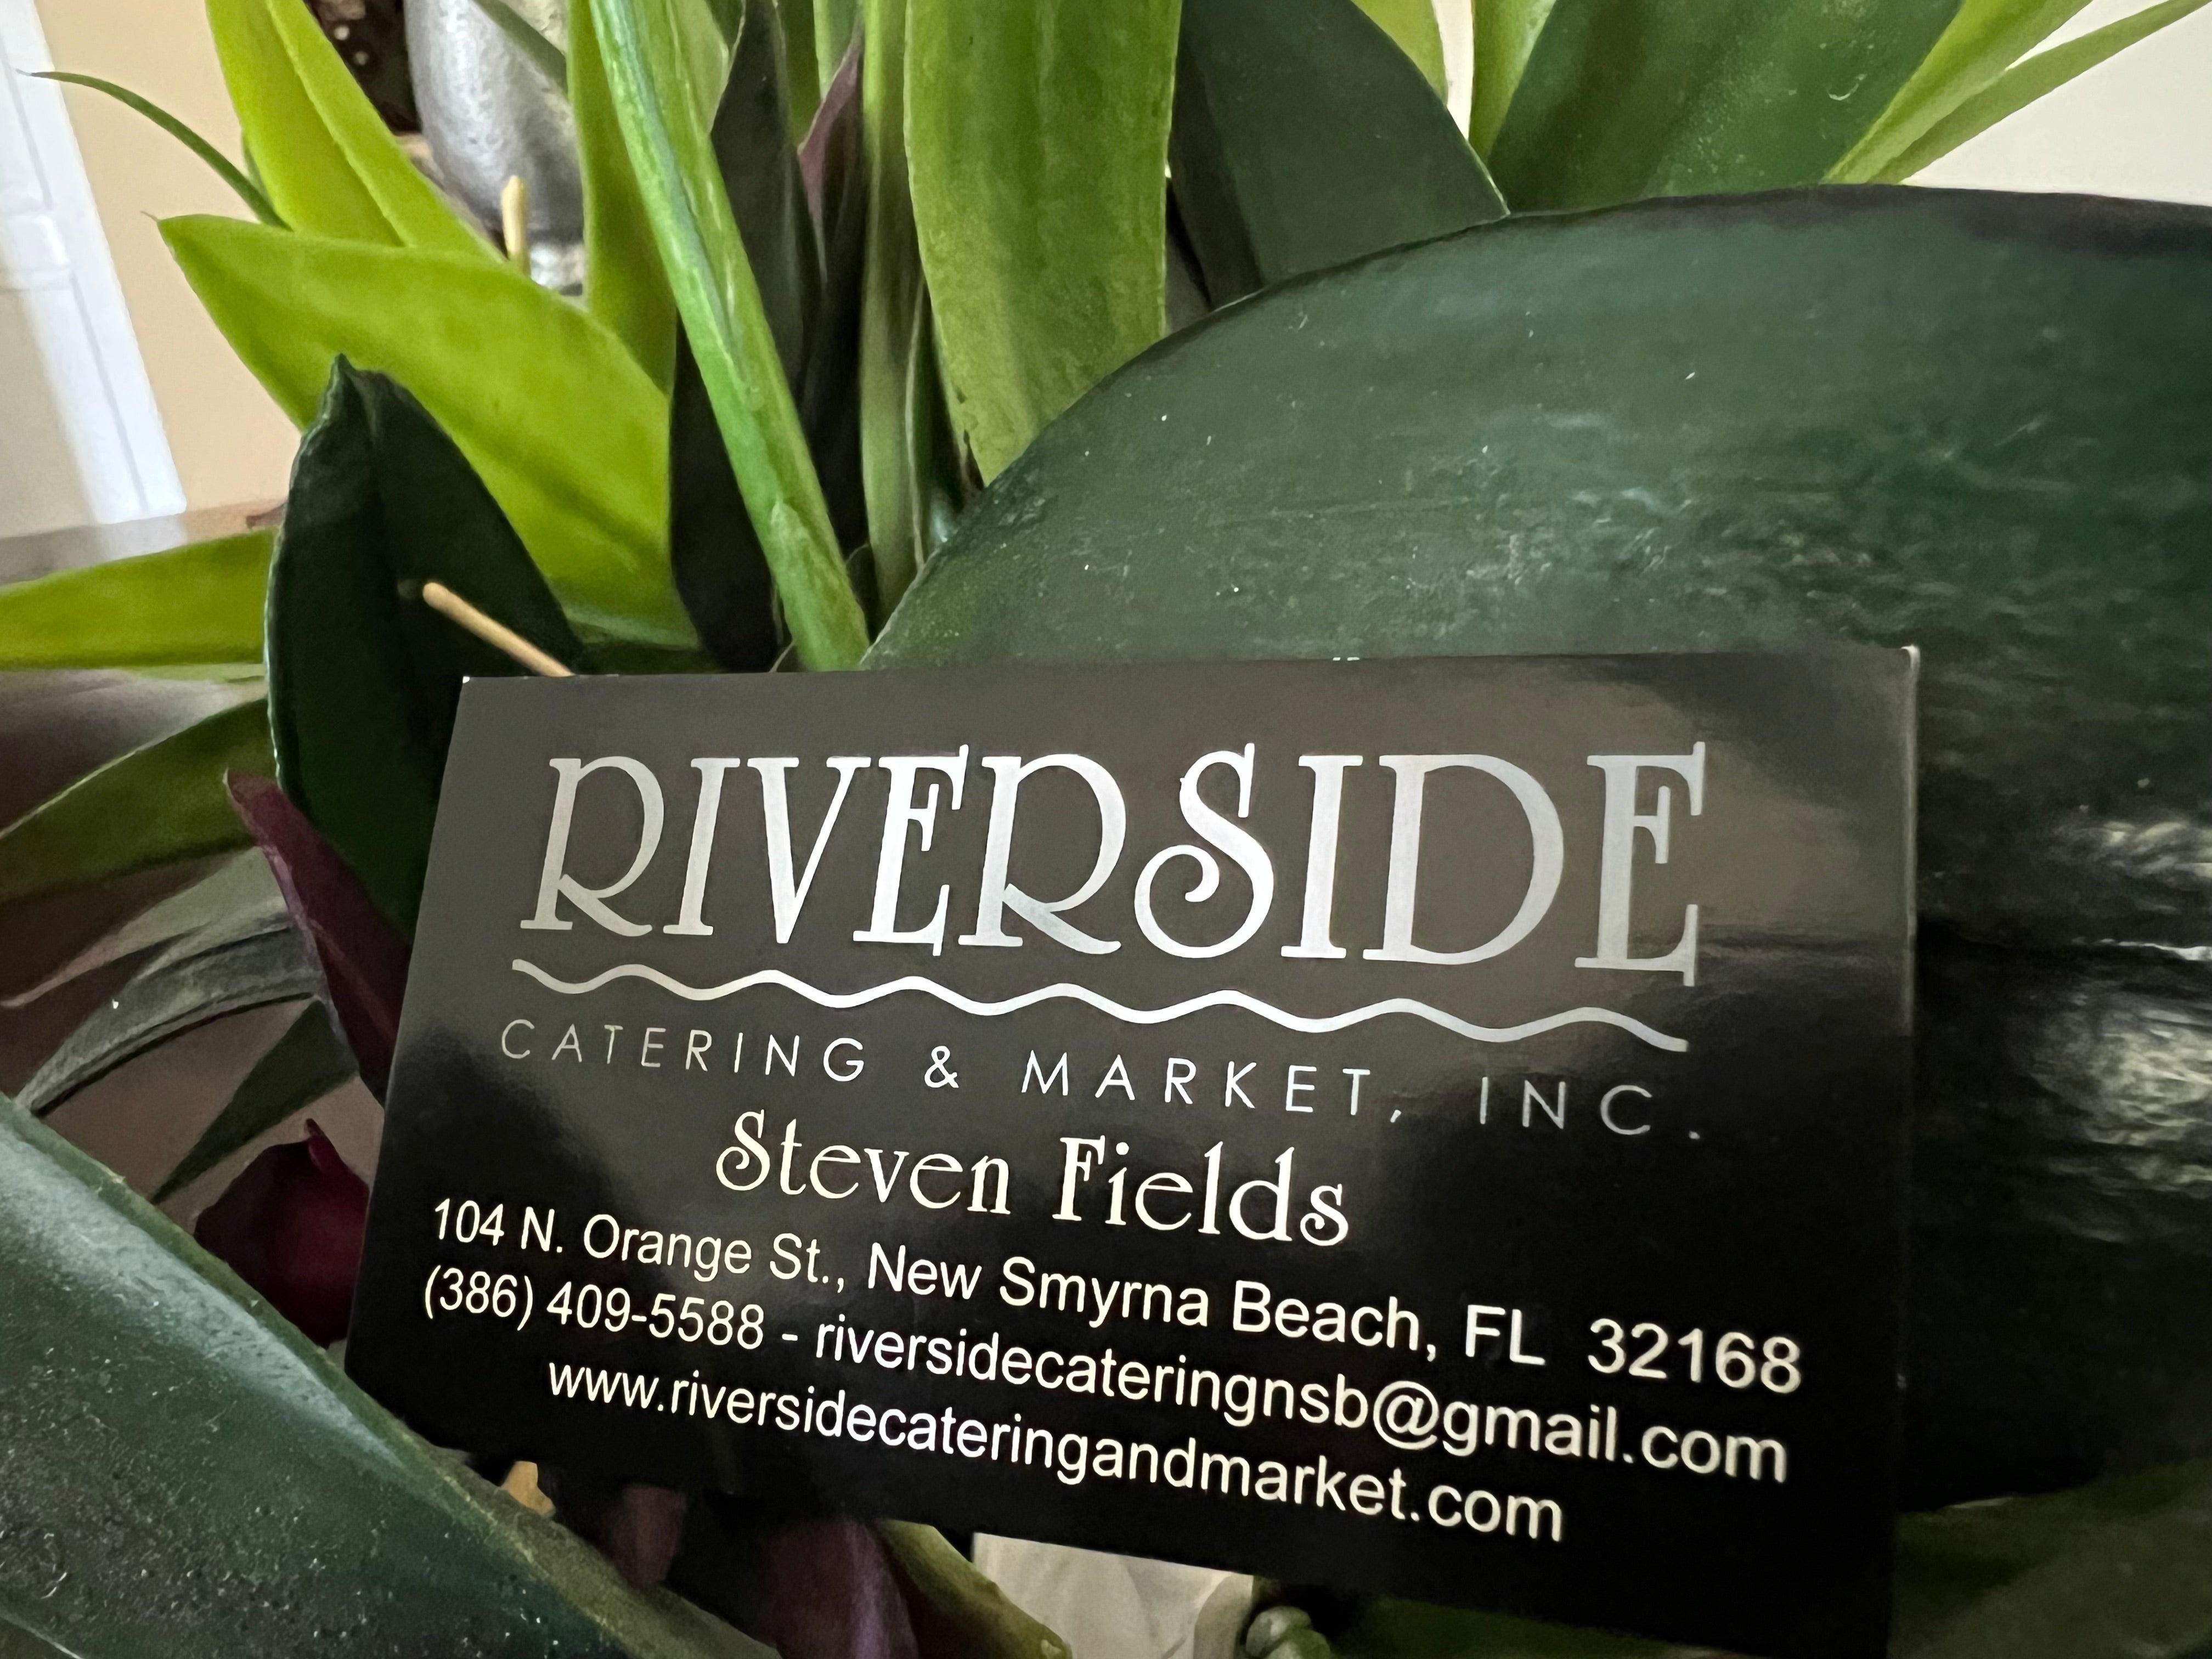 RIVERSIDE
CATERING & MARKET, INC.
Steven Fields
104 N. Orange St., New Smyrna Beach, FL 32168
(386) 409-5588 - riversidecateringnsb@gmail.com
www.riversidecateringandmarket.com